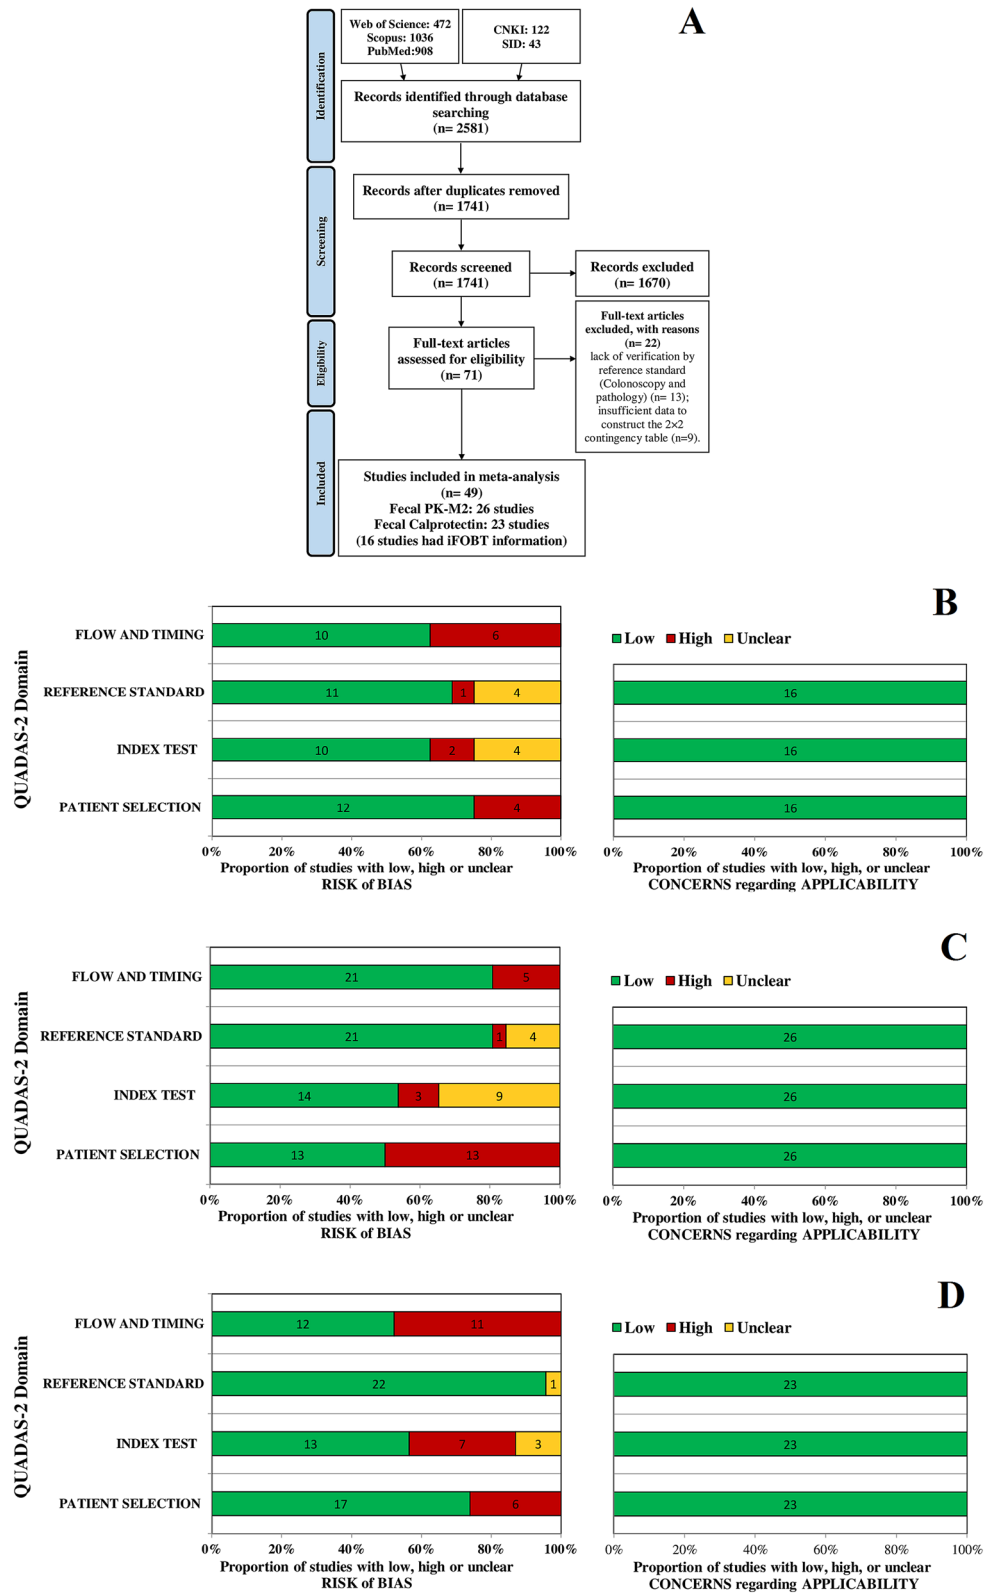 A
Web of Science: 472
Scopus: 1036
PubMed:908
CNKI: 122
SID: 43
Identification
Records identified through database
searching
(n= 2581)
Screening
Records after duplicates removed
(n= 1741)
Records screened
(n= 1741)
Records excluded
(n= 1670)
Eligibility
Full-text articles
assessed for eligibility
(n= 71)
Full-text articles
excluded, with reasons
(n= 22)
lack of verification by
reference standard
(Colonoscopy and
pathology) (n= 13);
insufficient data to
construct the 2×2
contingency table (n=9).
Included
Studies included in meta-analysis
(n= 49)
Fecal PK-M2: 26 studies
Fecal Calprotectin: 23 studies
(16 studies had iFOBT information)
B
QUADAS-2 Domain
FLOW AND TIMING
10 6
REFERENCE STANDARD
11 1 4
INDEX TEST
10 2 4
PATIENT SELECTION
12 4
0% 20% 40% 60% 80% 100%
Proportion of studies with low, high or unclear
RISK of BIAS
Low High Unclear
16
16
16
0% 20% 40% 60% 80% 100%
Proportion of studies with low, high, or unclear
CONCERNS regarding APPLICABILITY
C
QUADAS-2 Domain
FLOW AND TIMING
21 5
REFERENCE STANDARD
21 1 4
INDEX TEST
14 3 9
PATIENT SELECTION
13 13
0% 20% 40% 60% 80% 100%
Proportion of studies with low, high or unclear
RISK of BIAS
Low High Unclear
26
26
26
0% 20% 40% 60% 80% 100%
Proportion of studies with low, high, or unclear
CONCERNS regarding APPLICABILITY
D
QUADAS-2 Domain
FLOW AND TIMING
12 11
REFERENCE STANDARD
22 1
INDEX TEST
13 7 3
PATIENT SELECTION
17 6
0% 20% 40% 60% 80% 100%
Proportion of studies with low, high or unclear
RISK of BIAS
Low High Unclear
23
23
23
0% 20% 40% 60% 80% 100%
Proportion of studies with low, high, or unclear
CONCERNS regarding APPLICABILITY